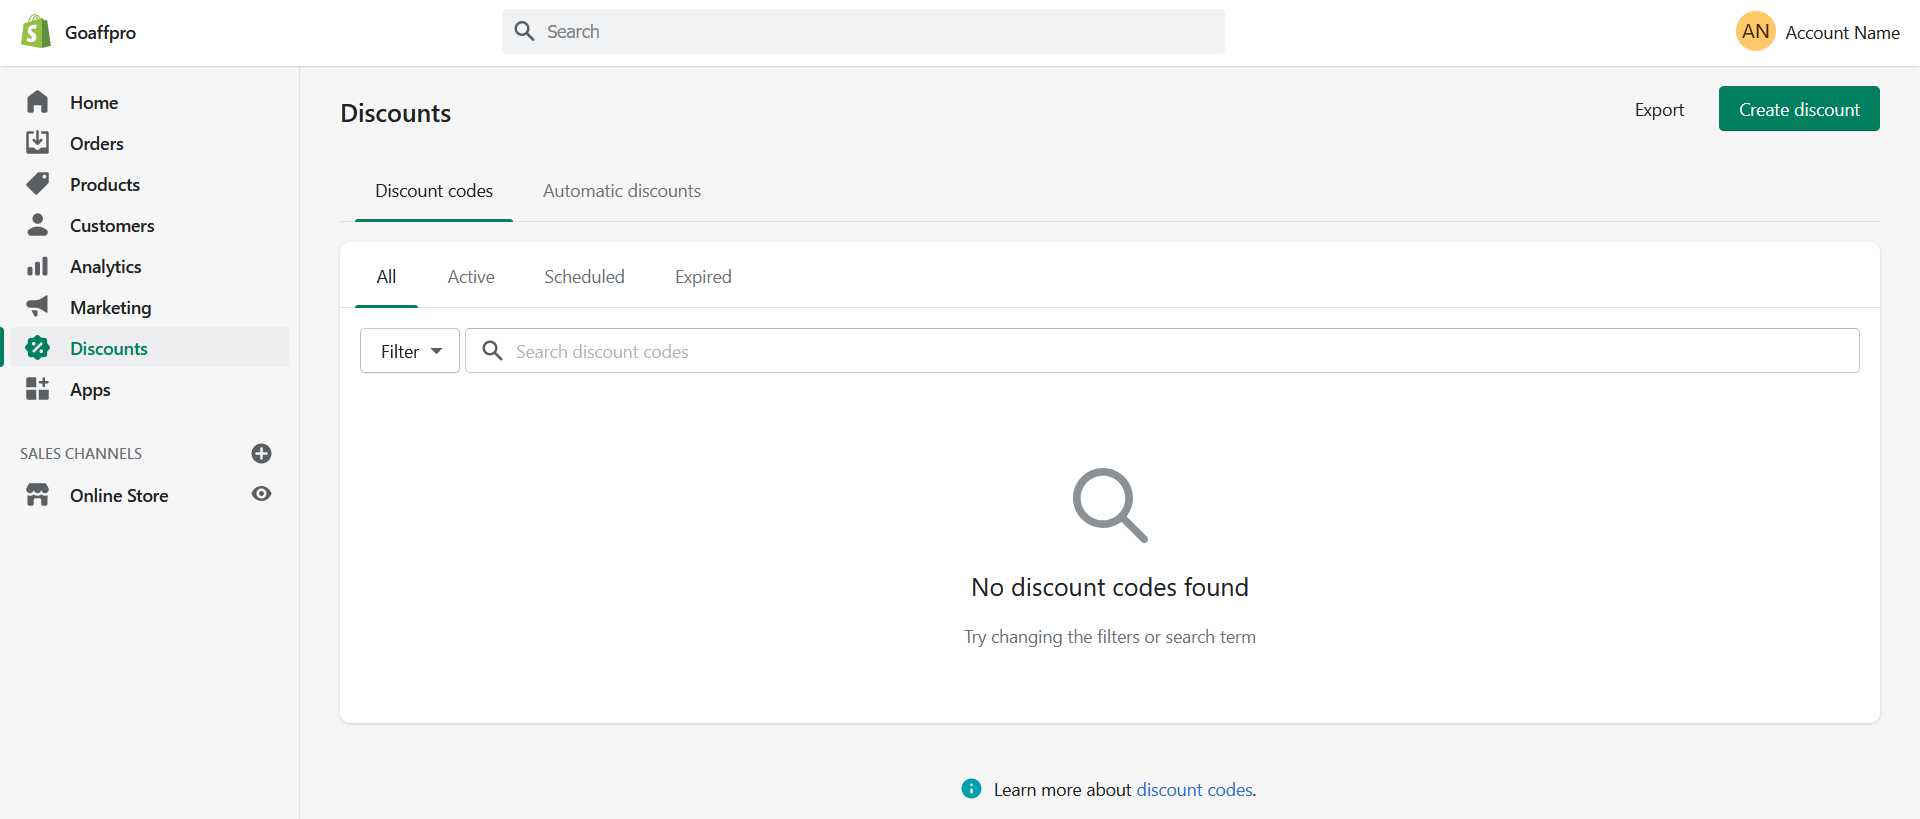 Goaffpro
Search
AN Account Name
Home
Orders
Products
Customers
Analytics
Marketing
Discounts
Apps
SALES CHANNELS
Online Store
Discounts
Export
Create discount
Discount codes
Automatic discounts
All
Active
Scheduled
Expired
Filter
Search discount codes
No discount codes found
Try changing the filters or search term
Learn more about discount codes.